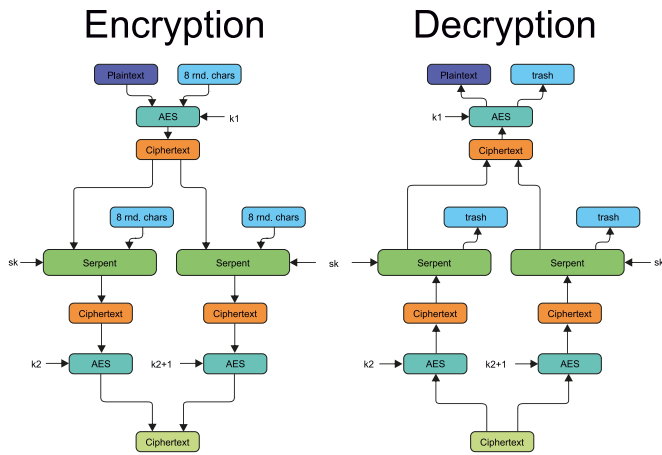 Encryption
Plaintext
8 rnd. chars
AES
k1
Ciphertext
8 rnd. chars
8 rnd. chars
sk
Serpent
Serpent
sk
Ciphertext
Ciphertext
k2
AES
k2+1
AES
Ciphertext
Decryption
Plaintext
trash
k1
AES
Ciphertext
trash
trash
Serpent
Serpent
sk
Ciphertext
Ciphertext
k2
AES
k2+1
AES
Ciphertext